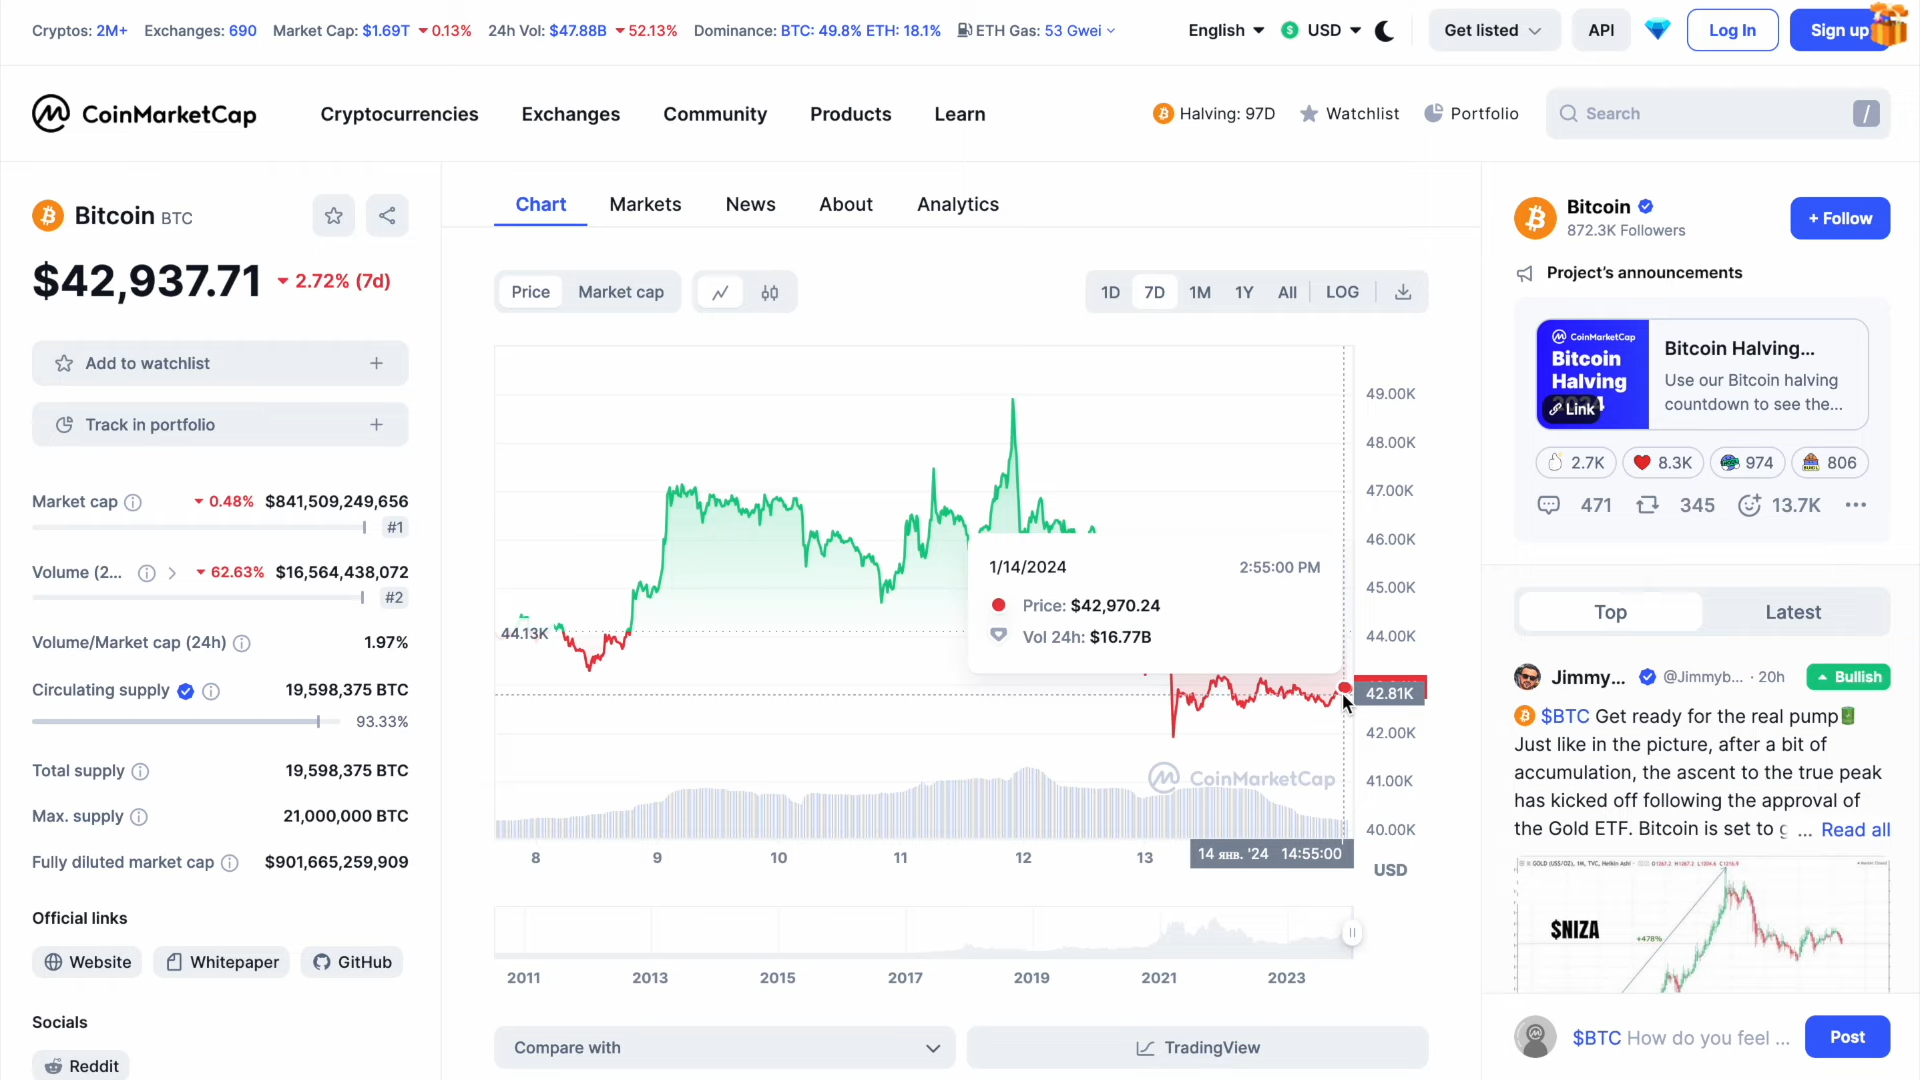 Cryptos: 2M+ Exchanges: 690 Market Cap: $1.69T 0.13% 24h Vol: $47.88B 52.13% Dominance: BTC: 49.8% ETH: 18.1% ETH Gas: 53 Gwei English USD Get listed API Log In Sign up
CoinMarketCap Cryptocurrencies Exchanges Community Products Learn Halving: 97D Watchlist Portfolio Search /
Bitcoin BTC
$42,937.71 2.72% (7d)
Add to watchlist +
Track in portfolio +
Market cap 0.48% $841,509,249,656
#1
Volume (2... 62.63% $16,564,438,072
#2
Volume/Market cap (24h) 1.97%
Circulating supply 19,598,375 BTC
93.33%
Total supply 19,598,375 BTC
Max. supply 21,000,000 BTC
Fully diluted market cap $901,665,259,909
Official links
Website Whitepaper GitHub
Socials
Reddit
Chart Markets News About Analytics
Price Market cap 1D 7D 1M 1Y All LOG
49.00K
48.00K
47.00K
46.00K
45.00K
44.00K
44.13K
1/14/2024 2:55:00 PM
Price: $42,970.24
Vol 24h: $16.77B
42.81K
42.00K
CoinMarketCap
41.00K
40.00K
8 9 10 11 12 13 14 янв. '24 14:55:00
USD
2011 2013 2015 2017 2019 2021 2023
Compare with TradingView
Bitcoin
872.3K Followers
+ Follow
Project's announcements
CoinMarketCap
Bitcoin
Halving
Link
Bitcoin Halving...
Use our Bitcoin halving
countdown to see the...
2.7K 8.3K 974 806
471 345 13.7K
Top Latest
Jimmy... @Jimmyb... · 20h Bullish
$BTC Get ready for the real pump
Just like in the picture, after a bit of
accumulation, the ascent to the true peak
has kicked off following the approval of
the Gold ETF. Bitcoin is set to g ... Read all
$NIZA
+478%
$BTC How do you feel ... Post